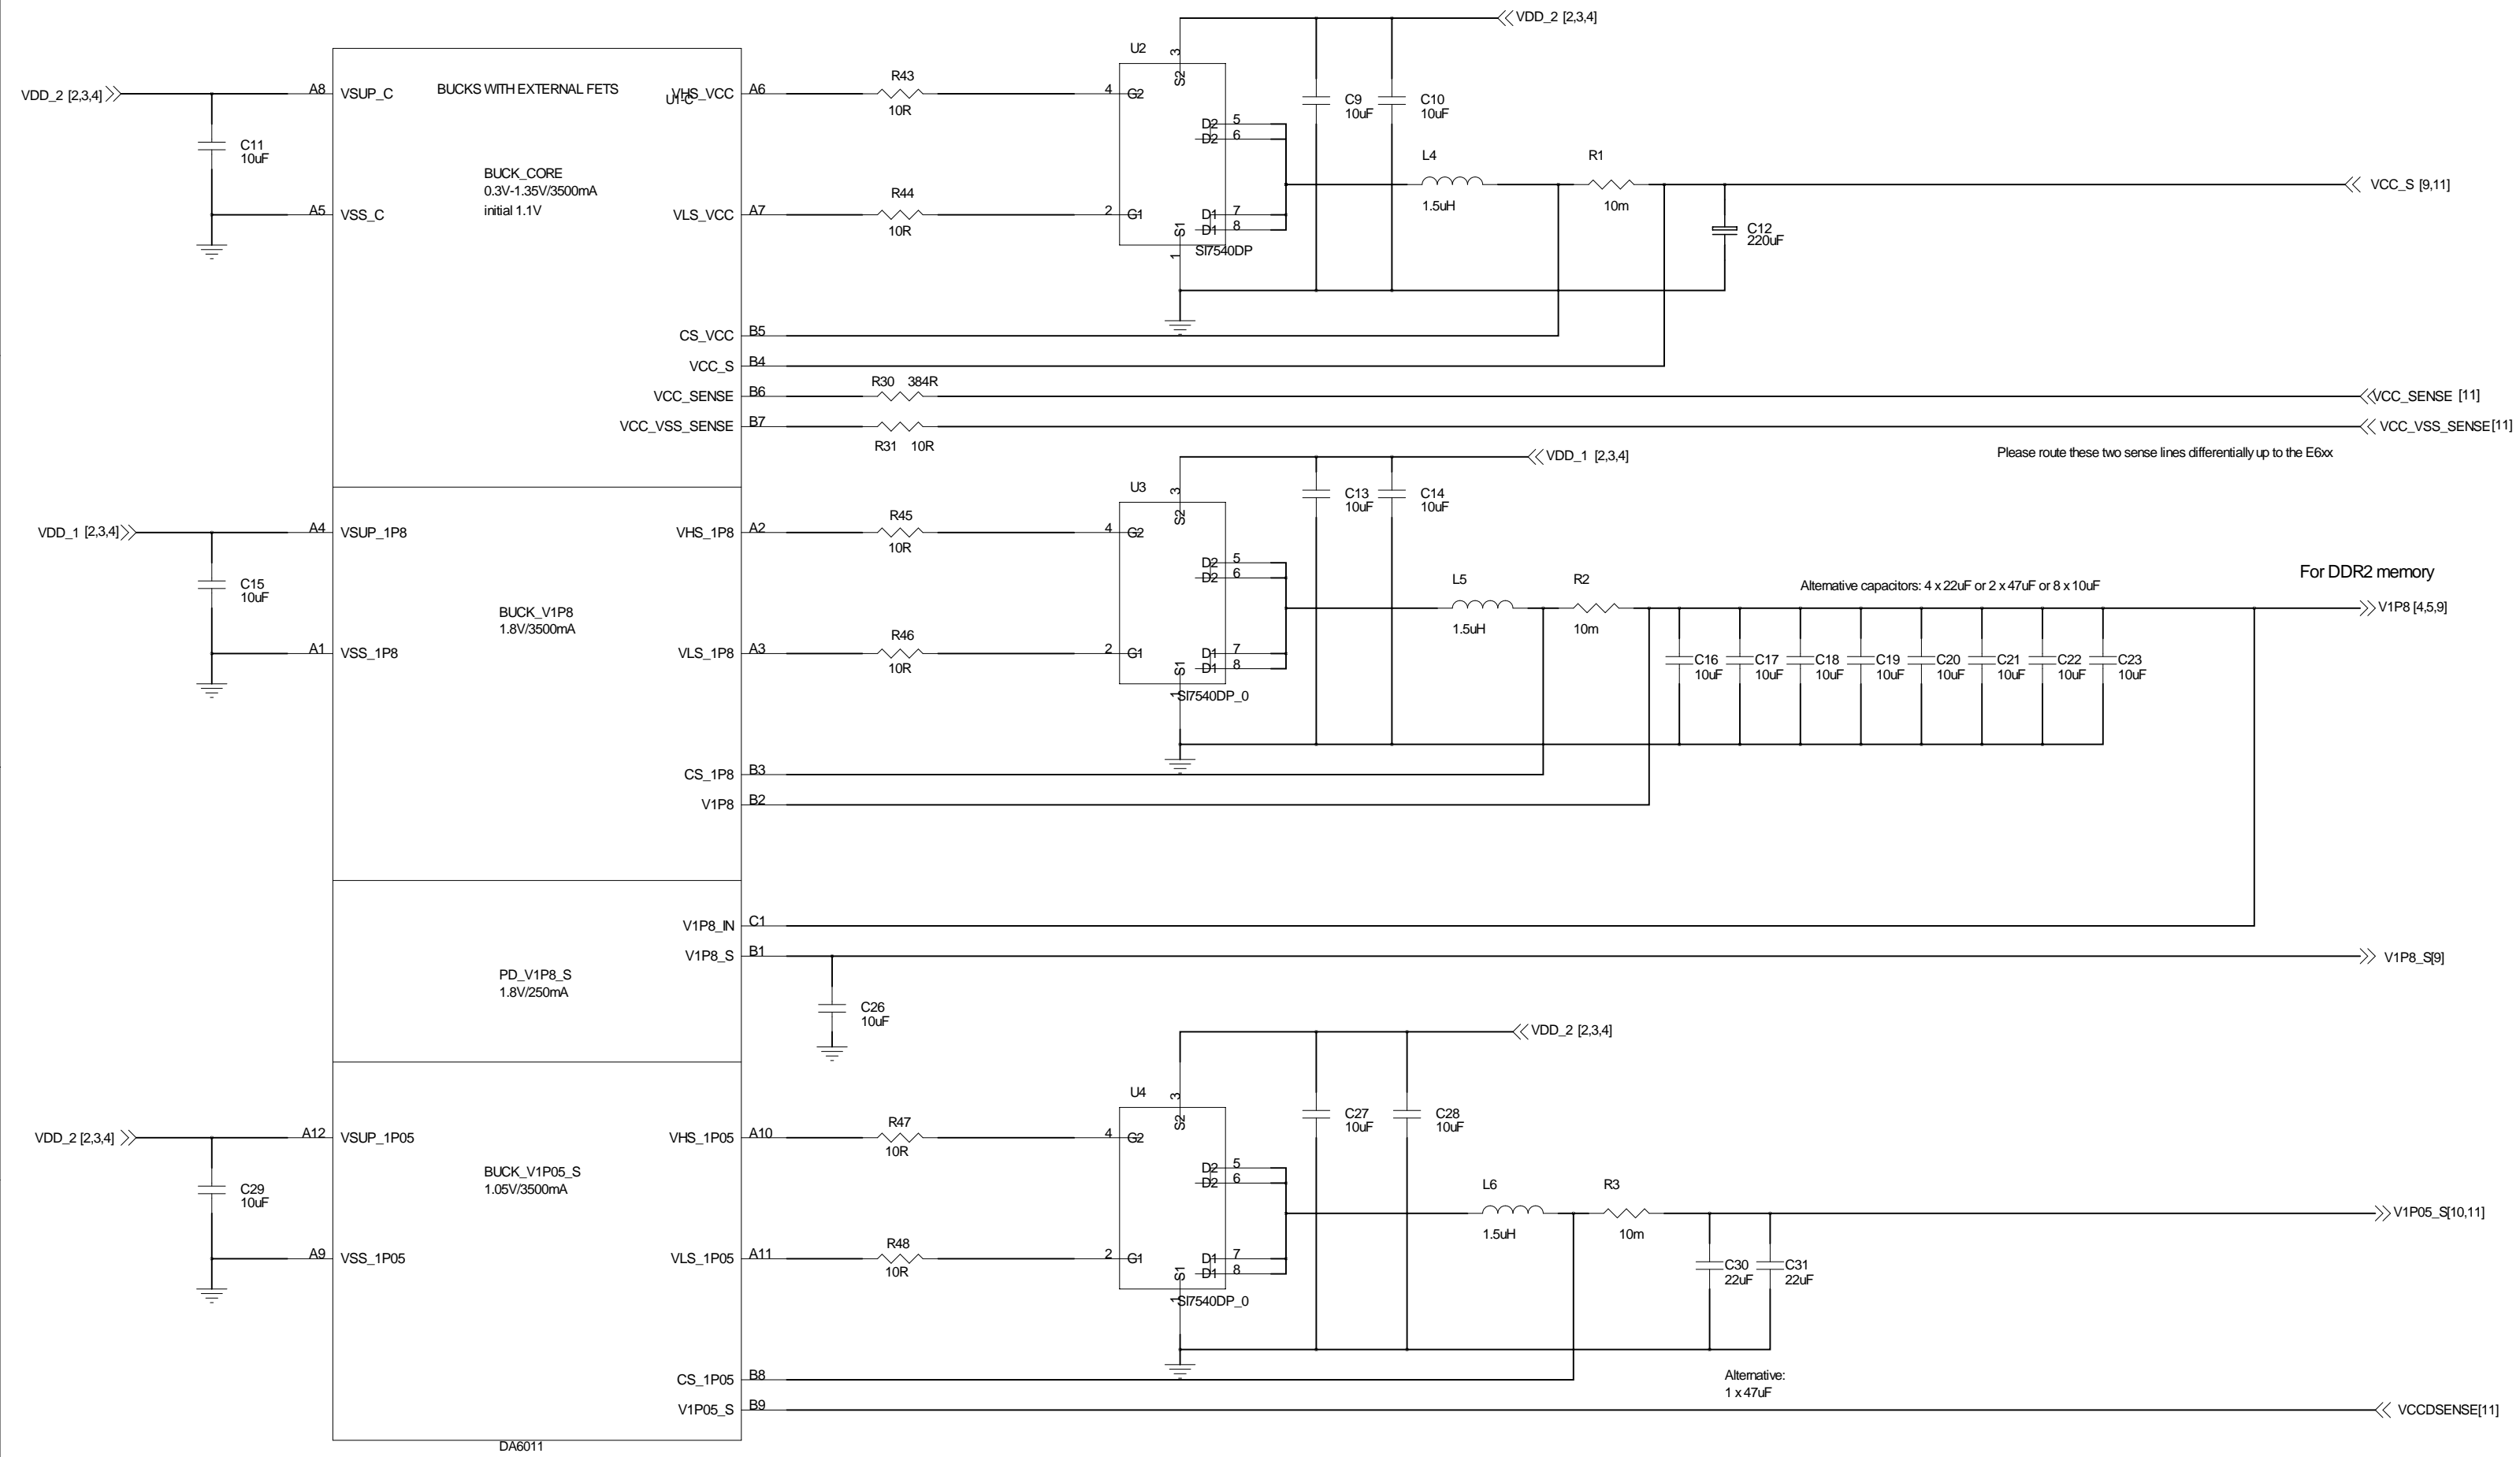 VDD_2 [2,3,4]
U2
3
S2
VDD_2 [2,3,4]
A8
VSUP_C
BUCKS WITH EXTERNAL FETS
U1-C
VHS_VCC
A6
R43
10R
4
G2
C9
10uF
C10
10uF
C11
10uF
D2
5
D2
6
BUCK_CORE
0.3V-1.35V/3500mA
initial 1.1V
L4
1.5uH
R1
10m
VCC_S [9,11]
A5
VSS_C
VLS_VCC
A7
R44
10R
2
G1
D1
7
D1
8
S1
1
SI7540DP
C12
220uF
CS_VCC
B5
VCC_S
B4
VCC_SENSE
B6
R30 384R
VCC_SENSE [11]
VCC_VSS_SENSE
B7
R31 10R
VCC_VSS_SENSE[11]
Please route these two sense lines differentially up to the E6xx
VDD_1 [2,3,4]
U3
3
S2
C13
10uF
C14
10uF
VDD_1 [2,3,4]
A4
VSUP_1P8
VHS_1P8
A2
R45
10R
4
G2
C15
10uF
D2
5
D2
6
BUCK_V1P8
1.8V/3500mA
L5
1.5uH
R2
10m
Alternative capacitors: 4 x 22uF or 2 x 47uF or 8 x 10uF
For DDR2 memory
V1P8 [4,5,9]
A1
VSS_1P8
VLS_1P8
A3
R46
10R
2
G1
D1
7
D1
8
S1
1
SI7540DP_0
C16
10uF
C17
10uF
C18
10uF
C19
10uF
C20
10uF
C21
10uF
C22
10uF
C23
10uF
CS_1P8
B3
V1P8
B2
V1P8_IN
C1
V1P8_S
B1
V1P8_S[9]
PD_V1P8_S
1.8V/250mA
C26
10uF
VDD_2 [2,3,4]
U4
3
S2
C27
10uF
C28
10uF
VDD_2 [2,3,4]
A12
VSUP_1P05
VHS_1P05
A10
R47
10R
4
G2
C29
10uF
D2
5
D2
6
BUCK_V1P05_S
1.05V/3500mA
L6
1.5uH
R3
10m
V1P05_S[10,11]
A9
VSS_1P05
VLS_1P05
A11
R48
10R
2
G1
D1
7
D1
8
S1
1
SI7540DP_0
C30
22uF
C31
22uF
CS_1P05
B8
Alternative:
1 x 47uF
V1P05_S
B9
VCCDSENSE[11]
DA6011